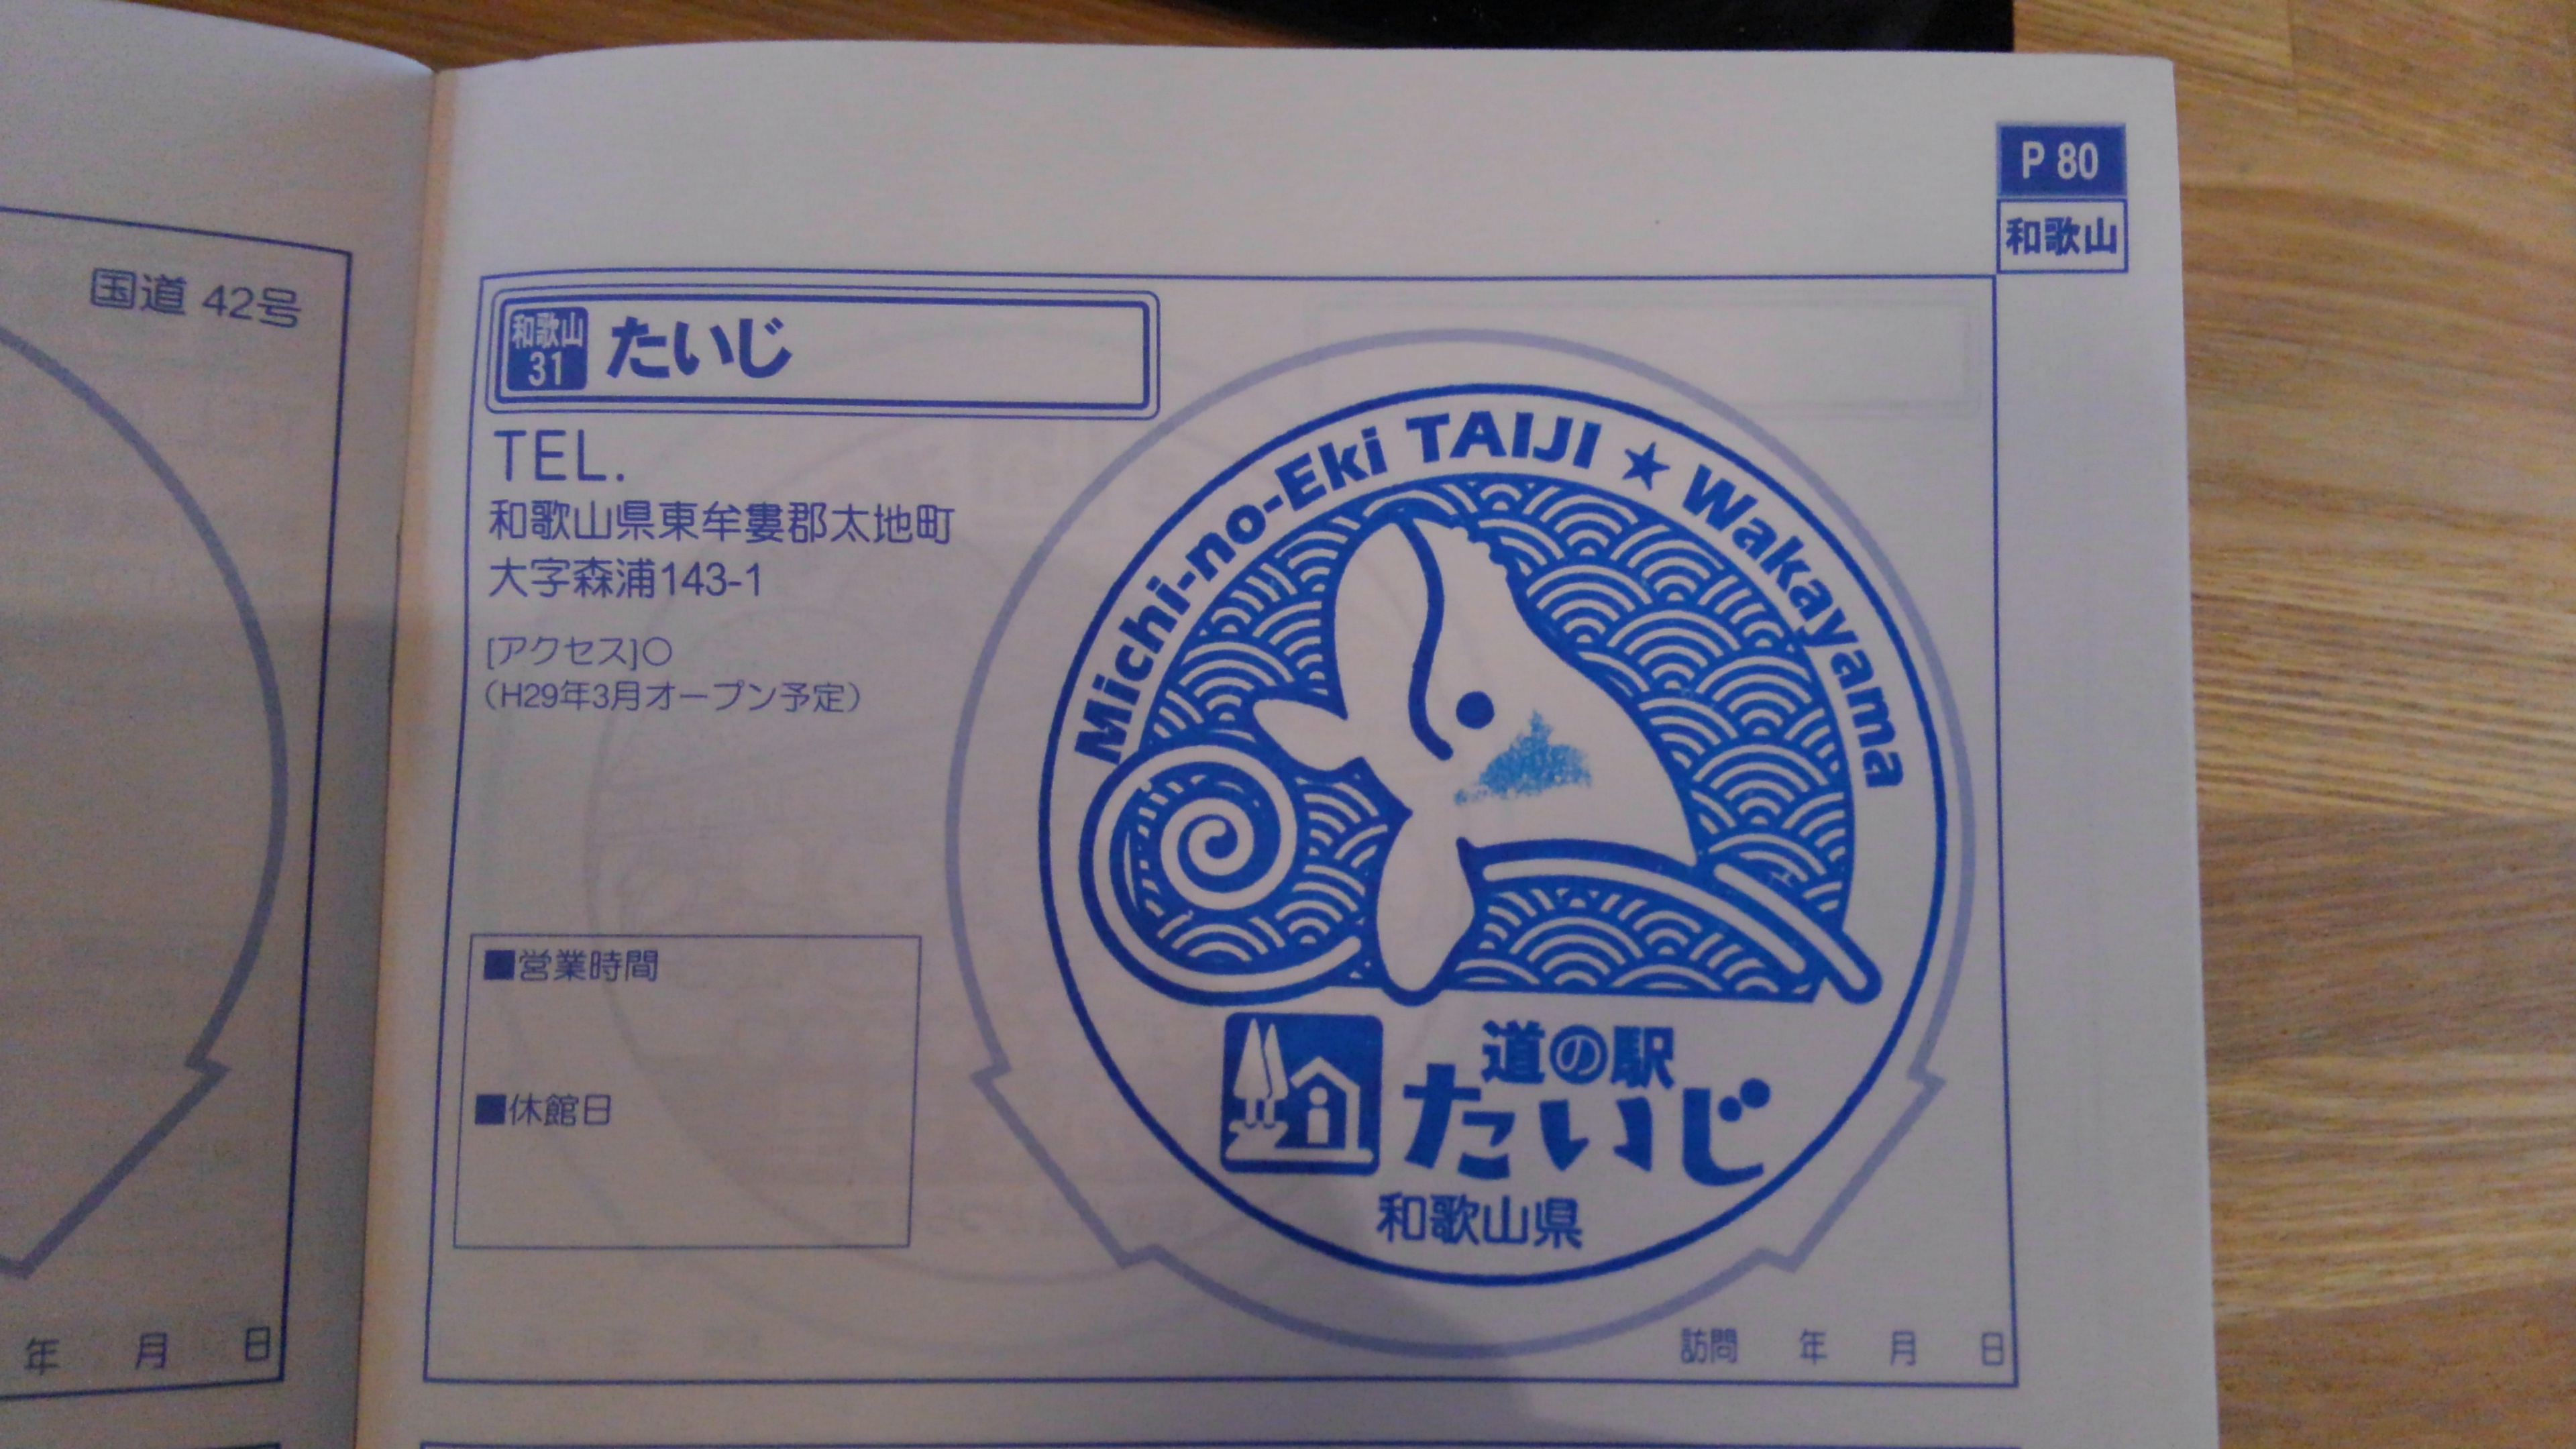 国道 42号
年 月 日
P 80
和歌山
和歌山
31
たいじ
TEL.
和歌山県東牟婁郡太地町
大字森浦143-1
[アクセス]〇
（H29年3月オープン予定）
■営業時間
■休館日
Michi-no-Eki TAIJI ★ Wakayama
道の駅
たいじ
和歌山県
訪問 年 月 日